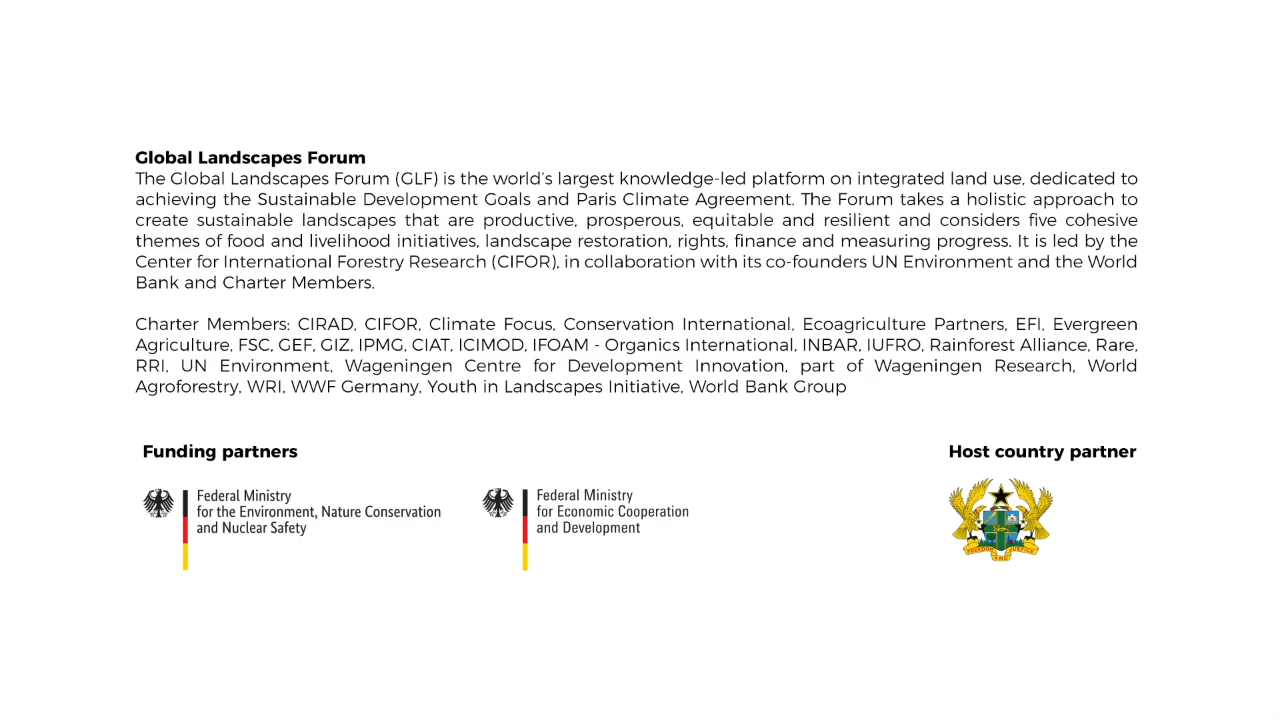 Global Landscapes Forum
The Global Landscapes Forum (GLF) is the world's largest knowledge-led platform on integrated land use, dedicated to
achieving the Sustainable Development Goals and Paris Climate Agreement. The Forum takes a holistic approach to
create sustainable landscapes that are productive, prosperous, equitable and resilient and considers five cohesive
themes of food and livelihood initiatives, landscape restoration, rights, finance and measuring progress. It is led by the
Center for International Forestry Research (CIFOR), in collaboration with its co-founders UN Environment and the World
Bank and Charter Members.
Charter Members: CIRAD, CIFOR, Climate Focus, Conservation International, Ecoagriculture Partners, EFI, Evergreen
Agriculture, FSC, GEF, GIZ, IPMG, CIAT, ICIMOD, IFOAM - Organics International, INBAR, IUFRO, Rainforest Alliance, Rare,
RRI, UN Environment, Wageningen Centre for Development Innovation, part of Wageningen Research, World
Agroforestry, WRI, WWF Germany, Youth in Landscapes Initiative, World Bank Group
Funding partners
Federal Ministry
for the Environment, Nature Conservation
and Nuclear Safety
Federal Ministry
for Economic Cooperation
and Development
Host country partner
FREEDOM AND JUSTICE